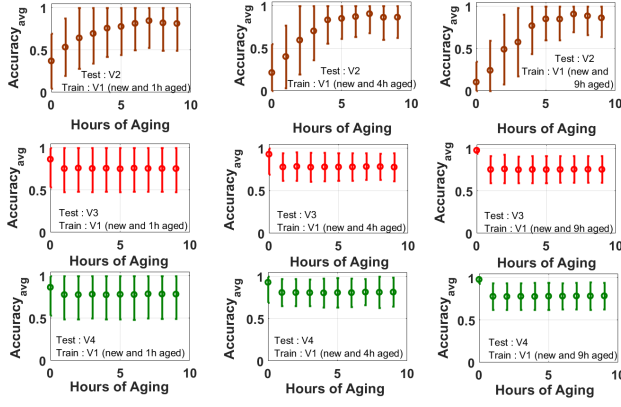 Accuracy avg
1
0.5
0
Test : V2
Train : V1 (new and 1h aged)
0
5
10
Hours of Aging
Accuracy avg
1
0.5
0
Test : V2
Train : V1 (new and 4h aged)
0
5
10
Hours of Aging
Accuracy avg
1
0.5
0
Test : V2
Train : V1 (new and
9h aged)
0
5
10
Hours of Aging
Accuracy avg
1
0.5
0
Test : V3
Train : V1 (new and 1h aged)
0
5
10
Hours of Aging
Accuracy avg
1
0.5
0
Test : V3
Train : V1 (new and 4h aged)
0
5
10
Hours of Aging
Accuracy avg
1
0.5
0
Test : V3
Train : V1 (new and 9h aged)
0
5
10
Hours of Aging
Accuracy avg
1
0.5
0
Test : V4
Train : V1 (new and 1h aged)
0
5
10
Hours of Aging
Accuracy avg
1
0.5
0
Test : V4
Train : V1 (new and 4h aged)
0
5
10
Hours of Aging
Accuracy avg
1
0.5
0
Test : V4
Train : V1 (new and 9h aged)
0
5
10
Hours of Aging